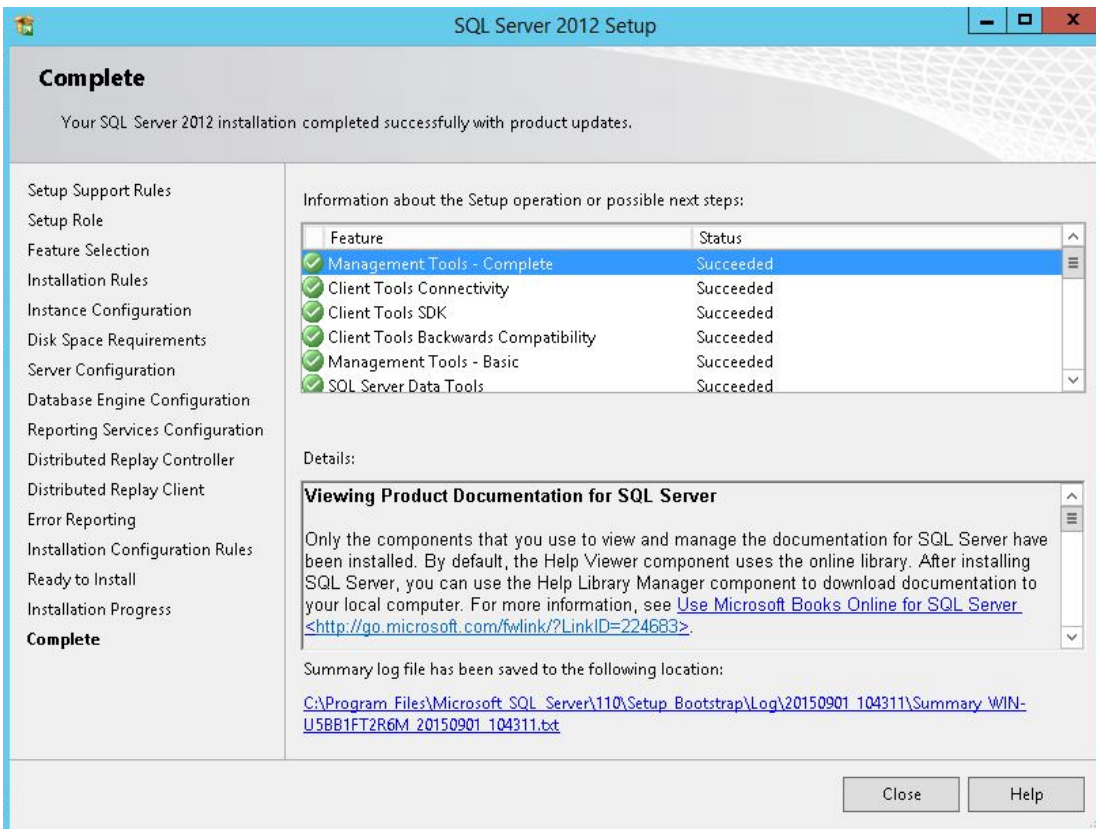 SQL Server 2012 Setup
Complete
Your SQL Server 2012 installation completed successfully with product updates.
Setup Support Rules
Setup Role
Feature Selection
Installation Rules
Instance Configuration
Disk Space Requirements
Server Configuration
Database Engine Configuration
Reporting Services Configuration
Distributed Replay Controller
Distributed Replay Client
Error Reporting
Installation Configuration Rules
Ready to Install
Installation Progress
Complete
Information about the Setup operation or possible next steps:
Feature Status
Management Tools - Complete Succeeded
Client Tools Connectivity Succeeded
Client Tools SDK Succeeded
Client Tools Backwards Compatibility Succeeded
Management Tools - Basic Succeeded
SQL Server Data Tools Succeeded
Details:
Viewing Product Documentation for SQL Server
Only the components that you use to view and manage the documentation for SQL Server have
been installed. By default, the Help Viewer component uses the online library. After installing
SQL Server, you can use the Help Library Manager component to download documentation to
your local computer. For more information, see Use Microsoft Books Online for SQL Server
<http://go.microsoft.com/fwlink/?LinkID=224683>.
Summary log file has been saved to the following location:
C:\Program Files\Microsoft SQL Server\110\Setup Bootstrap\Log\20150901_104311\Summary_WIN-
U5BB1FT2R6M_20150901_104311.txt
Close Help